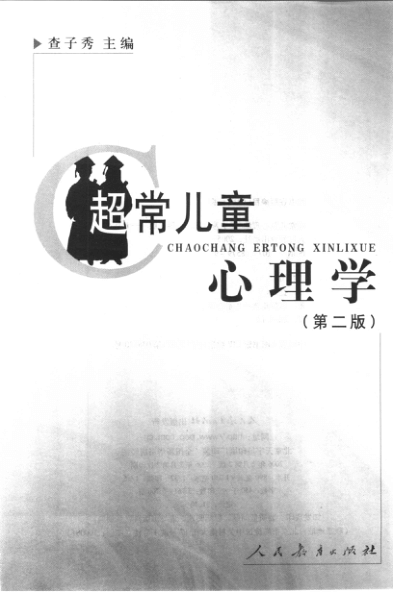 ▶查子秀 主编
超常儿童
CHAOCHANG ERTONG XINLIXUE
心理学
(第二版)
人民教育出版社